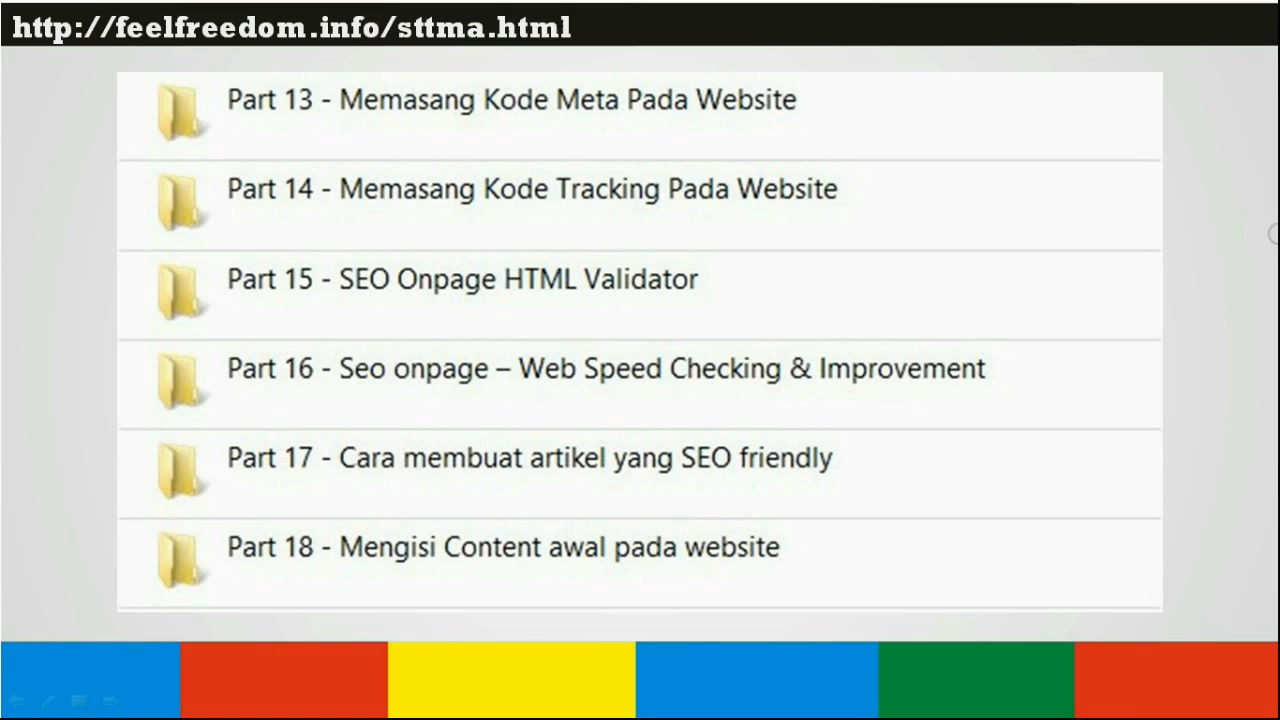 http://feelfreedom.info/sttma.html
Part 13 - Memasang Kode Meta Pada Website
Part 14 - Memasang Kode Tracking Pada Website
Part 15 - SEO Onpage HTML Validator
Part 16 - Seo onpage – Web Speed Checking & Improvement
Part 17 - Cara membuat artikel yang SEO friendly
Part 18 - Mengisi Content awal pada website